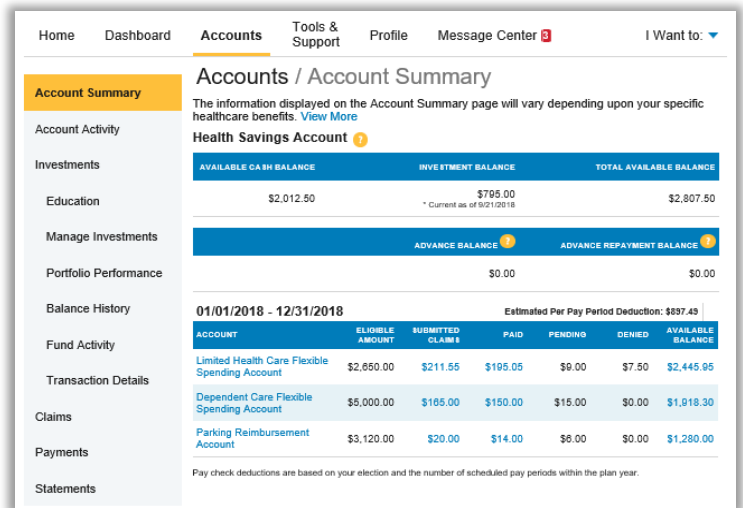 Home Dashboard Accounts Tools & Support Profile Message Center 3 I Want to:
Account Summary
Account Activity
Investments
Education
Manage Investments
Portfolio Performance
Balance History
Fund Activity
Transaction Details
Claims
Payments
Statements
Accounts / Account Summary
The information displayed on the Account Summary page will vary depending upon your specific
healthcare benefits. View More
Health Savings Account ?
AVAILABLE CASH BALANCE INVESTMENT BALANCE TOTAL AVAILABLE BALANCE
$2,012.50 $795.00 $2,807.50
* Current as of 9/21/2018
ADVANCE BALANCE ? ADVANCE REPAYMENT BALANCE ?
$0.00 $0.00
01/01/2018 - 12/31/2018 Estimated Per Pay Period Deduction: $897.49
ACCOUNT ELIGIBLE AMOUNT SUBMITTED CLAIMS PAID PENDING DENIED AVAILABLE BALANCE
Limited Health Care Flexible
Spending Account $2,650.00 $211.55 $195.05 $9.00 $7.50 $2,445.95
Dependent Care Flexible
Spending Account $5,000.00 $165.00 $150.00 $15.00 $0.00 $1,918.30
Parking Reimbursement
Account $3,120.00 $20.00 $14.00 $6.00 $0.00 $1,280.00
Pay check deductions are based on your election and the number of scheduled pay periods within the plan year.